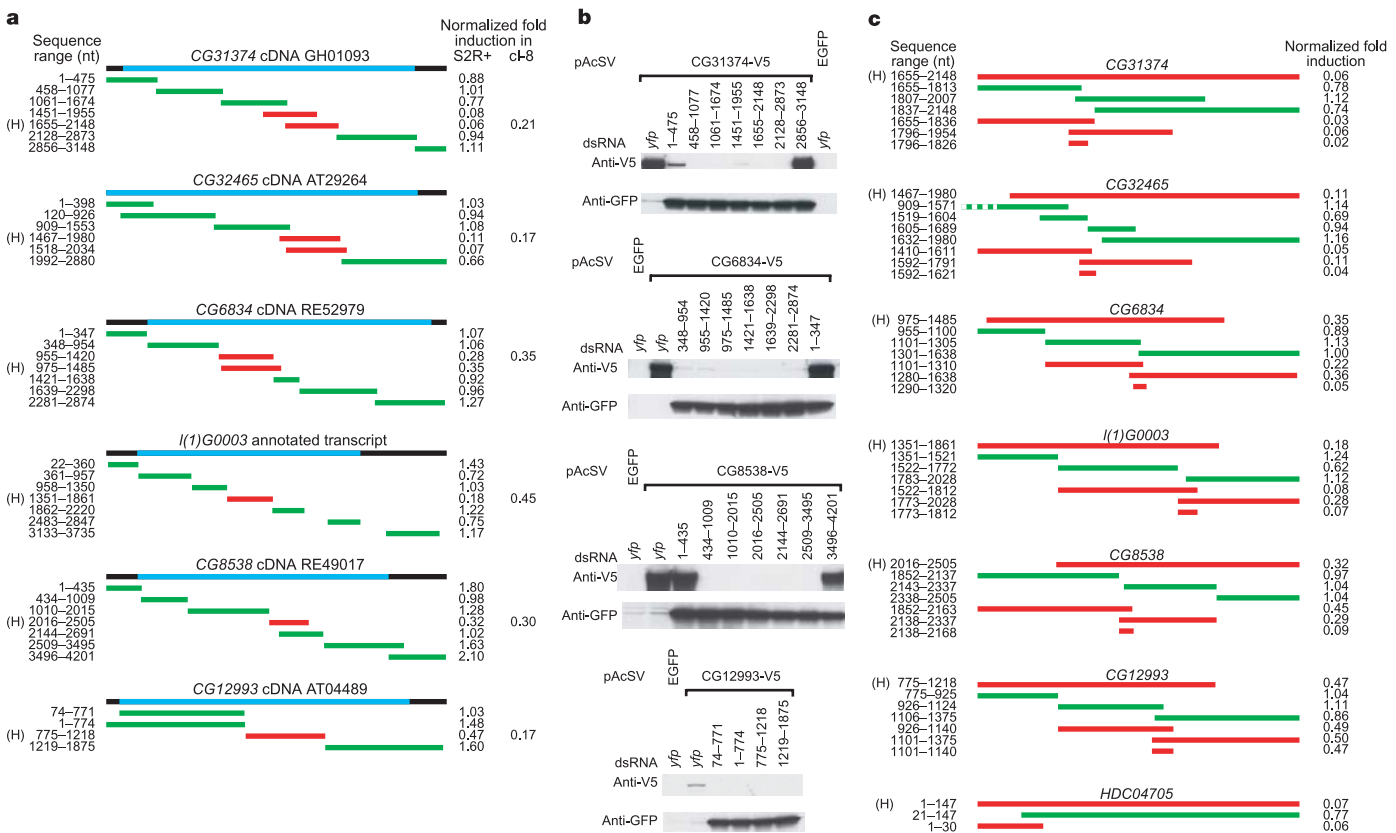 a
Sequence range (nt)
Normalized fold induction in
S2R+ cl-8
CG31374 cDNA GH01093
1–475 0.88
458–1077 1.01
1061–1674 0.77
1451–1955 0.08
(H) 1655–2148 0.06 0.21
2128–2873 0.94
2856–3148 1.11
CG32465 cDNA AT29264
1–398 1.03
120–926 0.94
909–1553 1.08
(H) 1467–1980 0.11 0.17
1518–2034 0.07
1992–2880 0.66
CG6834 cDNA RE52979
1–347 1.07
348–954 1.06
955–1420 0.28
(H) 975–1485 0.35 0.35
1421–1638 0.92
1639–2298 0.96
2281–2874 1.27
l(1)G0003 annotated transcript
22–360 1.43
361–957 0.72
958–1350 1.03
(H) 1351–1861 0.18 0.45
1862–2220 1.22
2483–2847 0.75
3133–3735 1.17
CG8538 cDNA RE49017
1–435 1.80
434–1009 0.98
1010–2015 1.28
(H) 2016–2505 0.32 0.30
2144–2691 1.02
2509–3495 1.63
3496–4201 2.10
CG12993 cDNA AT04489
74–771 1.03
1–774 1.48
(H) 775–1218 0.47 0.17
1219–1875 1.60
b
pAcSV CG31374-V5 EGFP
dsRNA yfp 1–475 458–1077 1061–1674 1451–1955 1655–2148 2128–2873 2856–3148 yfp
Anti-V5
Anti-GFP
pAcSV EGFP CG6834-V5
dsRNA yfp yfp 348–954 955–1420 975–1485 1421–1638 1639–2298 2281–2874 1–347
Anti-V5
Anti-GFP
pAcSV EGFP CG8538-V5
dsRNA yfp yfp 1–435 434–1009 1010–2015 2016–2505 2144–2691 2509–3495 3496–4201
Anti-V5
Anti-GFP
pAcSV EGFP CG12993-V5
dsRNA yfp yfp 74–771 1–774 775–1218 1219–1875
Anti-V5
Anti-GFP
c
Sequence range (nt)
Normalized fold induction
CG31374
(H) 1655–2148 0.06
1655–1813 0.78
1807–2007 1.12
1837–2148 0.74
1655–1836 0.03
1796–1954 0.06
1796–1826 0.02
CG32465
(H) 1467–1980 0.11
909–1571 1.14
1519–1604 0.69
1605–1689 0.94
1632–1980 1.16
1410–1611 0.05
1592–1791 0.11
1592–1621 0.04
CG6834
(H) 975–1485 0.35
955–1100 0.89
1101–1305 1.13
1301–1638 1.00
1101–1310 0.22
1280–1638 0.36
1290–1320 0.05
l(1)G0003
(H) 1351–1861 0.18
1351–1521 1.24
1522–1772 0.62
1783–2028 1.12
1522–1812 0.08
1773–2028 0.28
1773–1812 0.07
CG8538
(H) 2016–2505 0.32
1852–2137 0.97
2143–2337 1.04
2338–2505 1.04
1852–2163 0.45
2138–2337 0.29
2138–2168 0.09
CG12993
(H) 775–1218 0.47
775–925 1.04
926–1124 1.11
1106–1375 0.86
926–1140 0.49
1101–1375 0.50
1101–1140 0.47
HDC04705
(H) 1–147 0.07
21–147 0.77
1–30 0.06